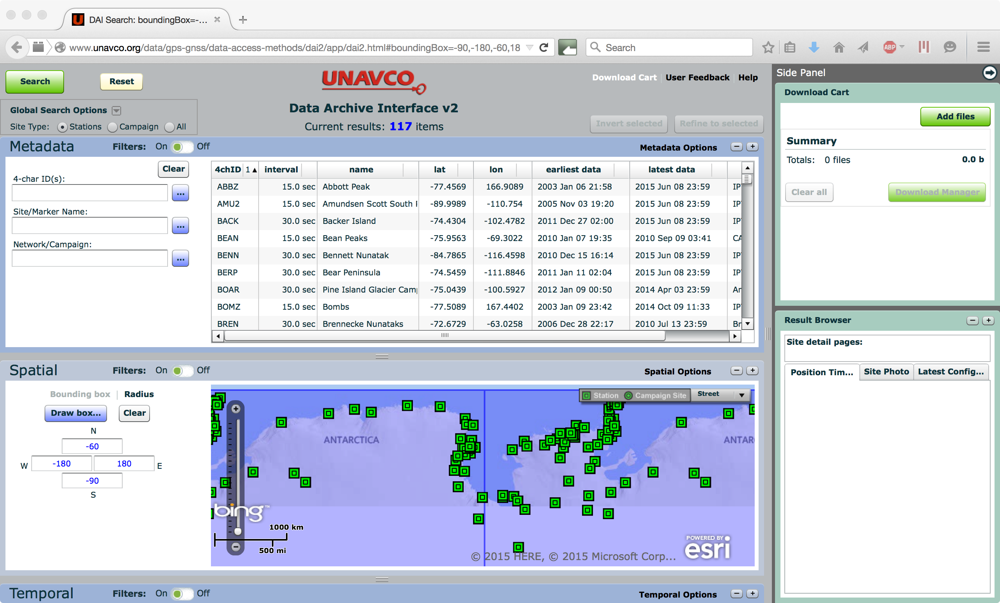 DAI Search: boundingBox=-...
www.unavco.org/data/gps-gnss/data-access-methods/dai2/app/dai2.html#boundingBox=-90,-180,-60,18
Search
ABP
Search
Reset
UNAVCO
Download Cart | User Feedback | Help
Data Archive Interface v2
Global Search Options
Site Type: Stations Campaign All
Current results: 117 items
Invert selected Refine to selected
Metadata Filters: On Off Metadata Options
Clear
4-char ID(s):
...
Site/Marker Name:
...
Network/Campaign:
...
4chID 1 interval name lat lon earliest data latest data
ABBZ 15.0 sec Abbott Peak -77.4569 166.9089 2003 Jan 06 21:58 2015 Jun 08 23:59 IP
AMU2 15.0 sec Amundsen Scott South -89.9989 -110.754 2005 Nov 03 19:20 2015 Jun 08 23:59 IP
BACK 30.0 sec Backer Island -74.4304 -102.4782 2011 Dec 27 02:00 2015 Jun 08 23:59 IP
BEAN 15.0 sec Bean Peaks -75.9563 -69.3022 2010 Jan 07 19:35 2010 Sep 09 03:41 CA
BENN 30.0 sec Bennett Nunatak -84.7865 -116.4598 2010 Dec 15 16:14 2015 Jun 08 23:59 IP
BERP 30.0 sec Bear Peninsula -74.5459 -111.8846 2011 Jan 11 02:04 2015 Jun 08 23:59 IP
BOAR 30.0 sec Pine Island Glacier Cam -75.0439 -100.5927 2012 Jan 09 00:50 2014 Apr 03 23:59 Ar
BOMZ 15.0 sec Bombs -77.5089 167.4402 2003 Jan 09 23:42 2014 Oct 09 11:33 IP
BREN 30.0 sec Brennecke Nunataks -72.6729 -63.0258 2006 Dec 28 22:17 2010 Jul 13 23:59 Br
Spatial Filters: On Off Spatial Options
Bounding box | Radius
Draw box... Clear
N
-60
W -180 180 E
-90
S
Station Campaign Site Street
ANTARCTICA
ANTAR
bing™
1000 km
500 mi
© 2015 HERE, © 2015 Microsoft Corp...
POWERED BY
esri
Temporal Filters: On Off Temporal Options
Side Panel
Download Cart
Add files
Summary
Totals: 0 files 0.0 b
Clear all Download Manager
Result Browser
Site detail pages:
Position Tim... Site Photo Latest Config...